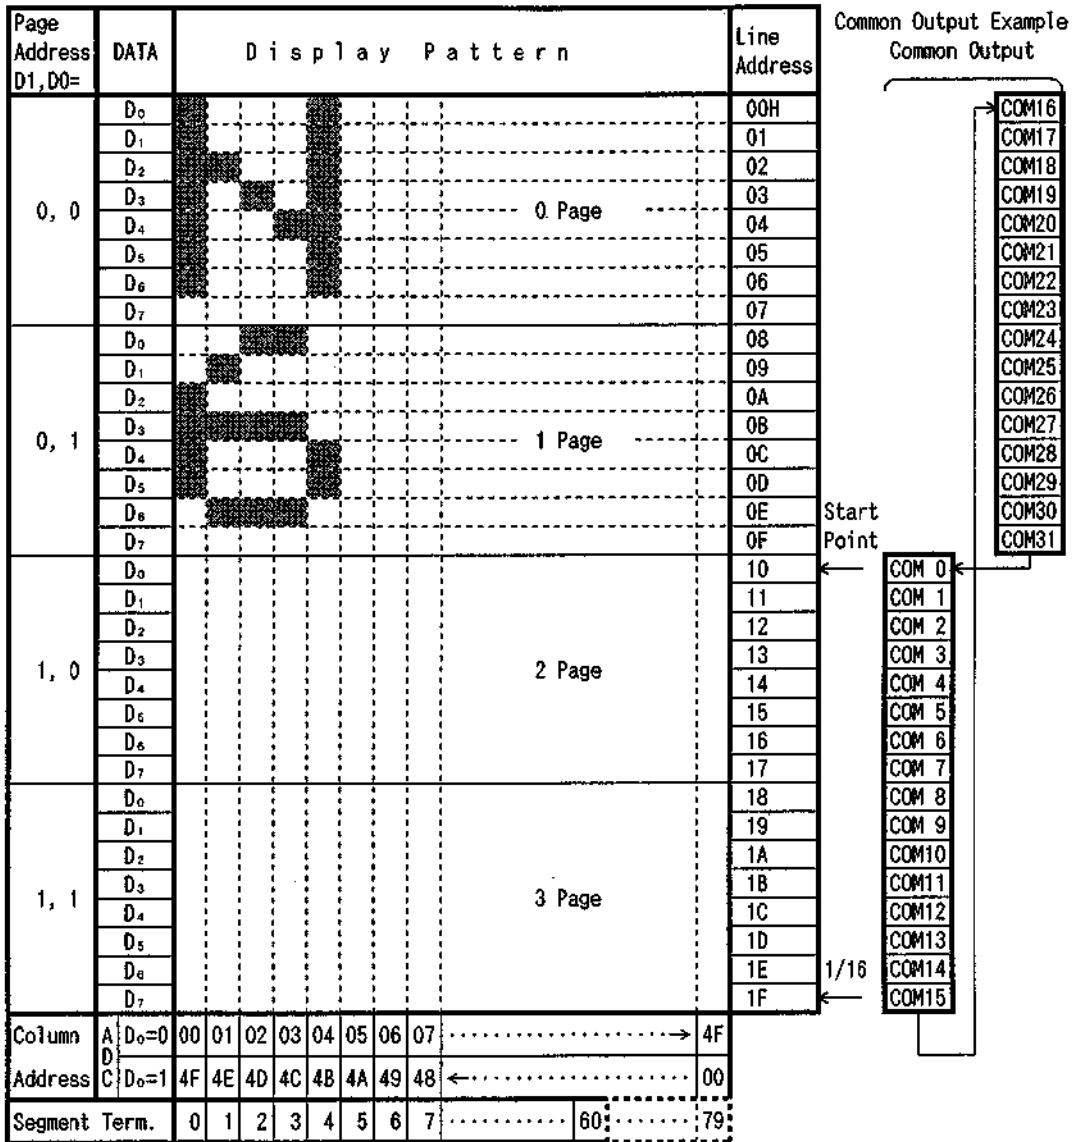 Page Address D1,D0= DATA Display Pattern Line Address Common Output Example
Common Output
D₀ 00H COM16
D₁ 01 COM17
D₂ 02 COM18
D₃ 03 COM19
0, 0 0 Page
D₄ 04 COM20
D₅ 05 COM21
D₆ 06 COM22
D₇ 07 COM23
D₀ 08 COM24
D₁ 09 COM25
D₂ 0A COM26
D₃ 0B COM27
0, 1 1 Page
D₄ 0C COM28
D₅ 0D COM29
D₆ 0E Start COM30
D₇ 0F Point COM31
D₀ 10 ← COM 0
D₁ 11 COM 1
D₂ 12 COM 2
D₃ 13 COM 3
1, 0 2 Page
D₄ 14 COM 4
D₅ 15 COM 5
D₆ 16 COM 6
D₇ 17 COM 7
D₀ 18 COM 8
D₁ 19 COM 9
D₂ 1A COM10
D₃ 1B COM11
1, 1 3 Page
D₄ 1C COM12
D₅ 1D COM13
D₆ 1E 1/16 COM14
D₇ 1F ← COM15
Column Address ADC D₀=0 00 01 02 03 04 05 06 07 → 4F
D₀=1 4F 4E 4D 4C 4B 4A 49 48 ← 00
Segment Term. 0 1 2 3 4 5 6 7 60 79